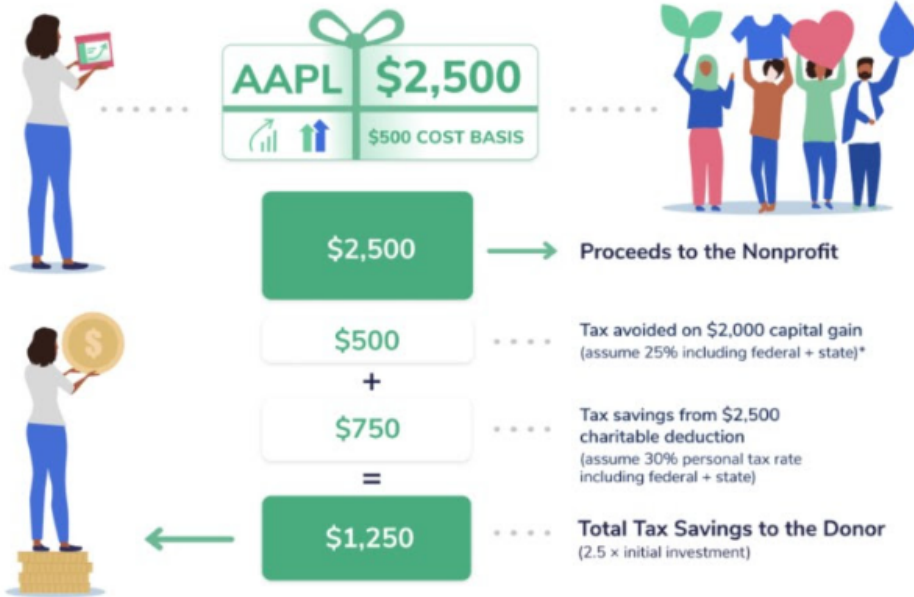 AAPL $2,500
$500 COST BASIS
$
$2,500
Proceeds to the Nonprofit
$500
Tax avoided on $2,000 capital gain
(assume 25% including federal + state)*
+
$750
Tax savings from $2,500
charitable deduction
(assume 30% personal tax rate
including federal + state)
=
$1,250
Total Tax Savings to the Donor
(2.5 × initial investment)